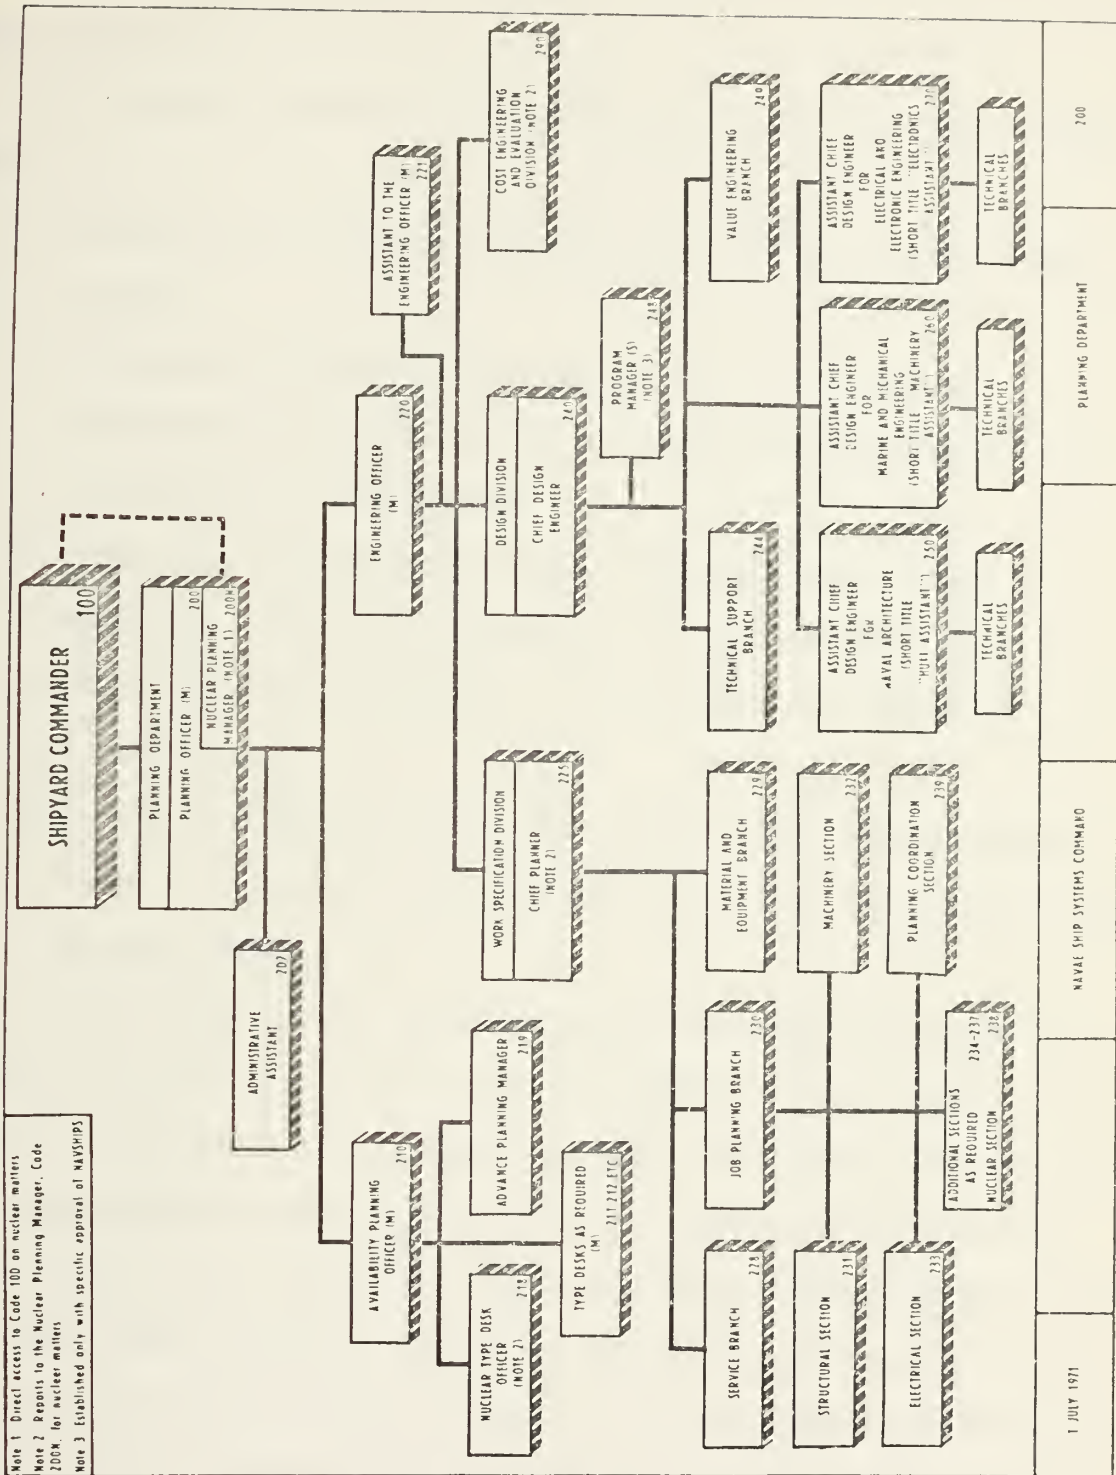 Note 1 Direct access to Code 100 on nuclear matters
Note 2 Reports to the Nuclear Planning Manager, Code
200N, for nuclear matters
Note 3 Established only with specific approval of NAVSHIPS
SHIPYARD COMMANDER
100
PLANNING DEPARTMENT
PLANNING OFFICER (M)
200
NUCLEAR PLANNING
MANAGER (NOTE 1) 200N
ADMINISTRATIVE
ASSISTANT
207
AVAILABILITY PLANNING
OFFICER (M)
210
ENGINEERING OFFICER
(M)
220
ASSISTANT TO THE
ENGINEERING OFFICER (M)
221
NUCLEAR TYPE DESK
OFFICER
(NOTE 2)
218
ADVANCE PLANNING MANAGER
219
TYPE DESKS AS REQUIRED
(M)
211 212 ETC
WORK SPECIFICATION DIVISION
CHIEF PLANNER
(NOTE 2)
225
DESIGN DIVISION
CHIEF DESIGN
ENGINEER
240
COST ENGINEERING
AND EVALUATION
DIVISION (NOTE 2)
290
PROGRAM
MANAGER (S)
(NOTE 3)
248
SERVICE BRANCH
228
JOB PLANNING BRANCH
230
MATERIAL AND
EQUIPMENT BRANCH
229
TECHNICAL SUPPORT
BRANCH
244
VALUE ENGINEERING
BRANCH
249
STRUCTURAL SECTION
231
MACHINERY SECTION
232
ELECTRICAL SECTION
233
PLANNING COORDINATION
SECTION
239
ADDITIONAL SECTIONS
AS REQUIRED
234-237
NUCLEAR SECTION
238
ASSISTANT CHIEF
DESIGN ENGINEER
FOR
NAVAL ARCHITECTURE
(SHORT TITLE
"HULL ASSISTANT")
250
ASSISTANT CHIEF
DESIGN ENGINEER
FOR
MARINE AND MECHANICAL
ENGINEERING
(SHORT TITLE MACHINERY
ASSISTANT")
260
ASSISTANT CHIEF
DESIGN ENGINEER
FOR
ELECTRICAL AND
ELECTRONIC ENGINEERING
(SHORT TITLE "ELECTRONICS
ASSISTANT"
270
TECHNICAL
BRANCHES
TECHNICAL
BRANCHES
TECHNICAL
BRANCHES
1 JULY 1971
NAVAL SHIP SYSTEMS COMMAND
PLANNING DEPARTMENT
200